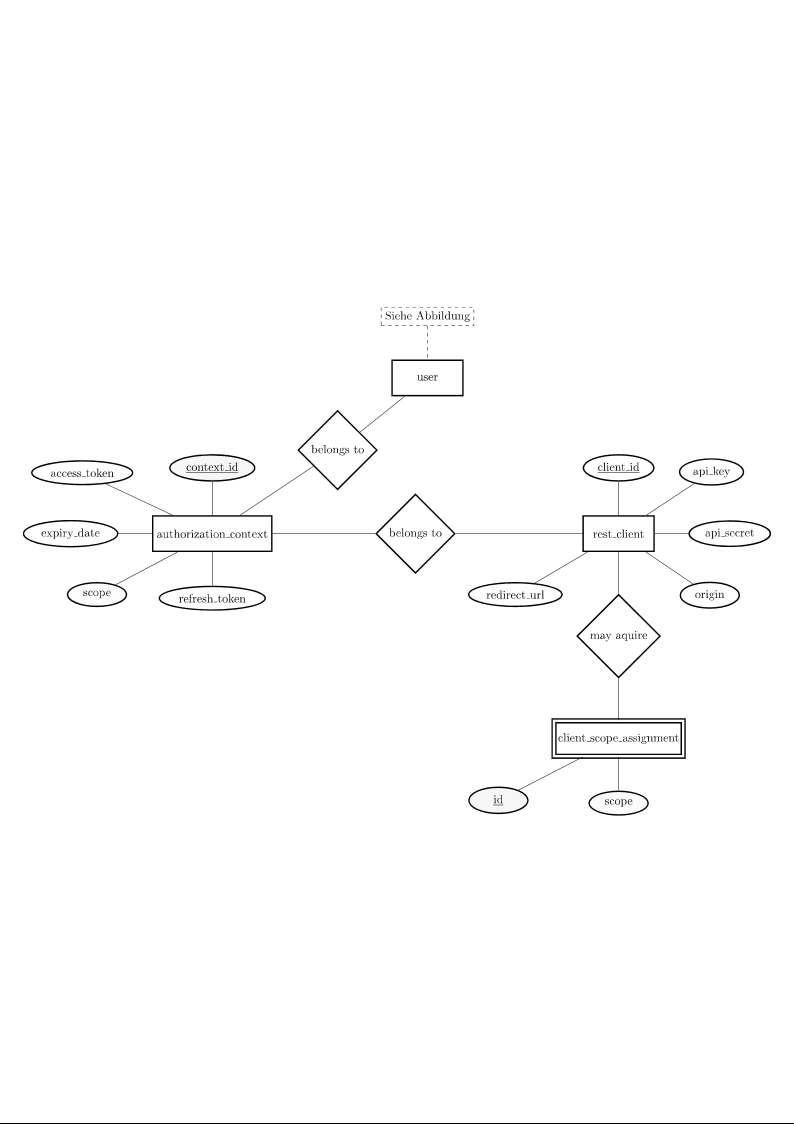 Siehe Abbildung
user
belongs to
access_token
context_id
client_id
api_key
expiry_date
authorization_context
belongs to
rest_client
api_secret
scope
refresh_token
redirect_url
origin
may aquire
client_scope_assignment
id
scope